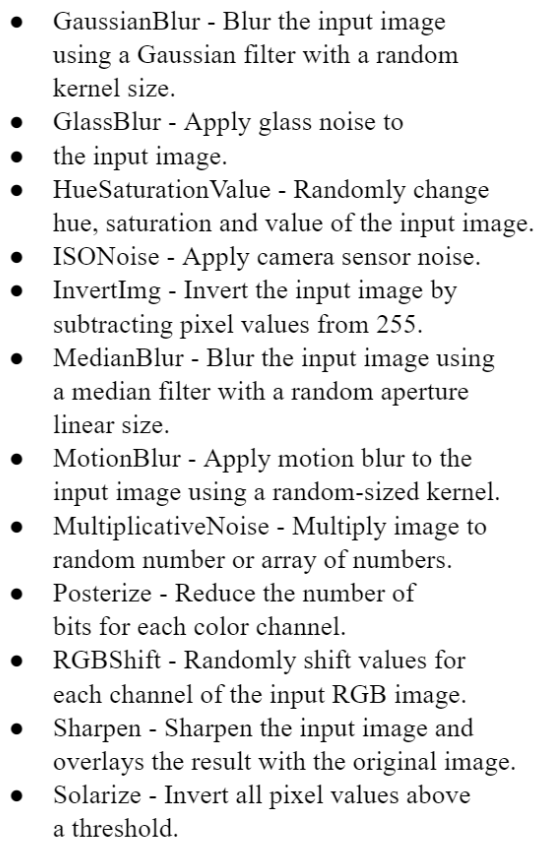 ● GaussianBlur - Blur the input image
using a Gaussian filter with a random
kernel size.
● GlassBlur - Apply glass noise to
● the input image.
● HueSaturationValue - Randomly change
hue, saturation and value of the input image.
● ISONoise - Apply camera sensor noise.
● InvertImg - Invert the input image by
subtracting pixel values from 255.
● MedianBlur - Blur the input image using
a median filter with a random aperture
linear size.
● MotionBlur - Apply motion blur to the
input image using a random-sized kernel.
● MultiplicativeNoise - Multiply image to
random number or array of numbers.
● Posterize - Reduce the number of
bits for each color channel.
● RGBShift - Randomly shift values for
each channel of the input RGB image.
● Sharpen - Sharpen the input image and
overlays the result with the original image.
● Solarize - Invert all pixel values above
a threshold.